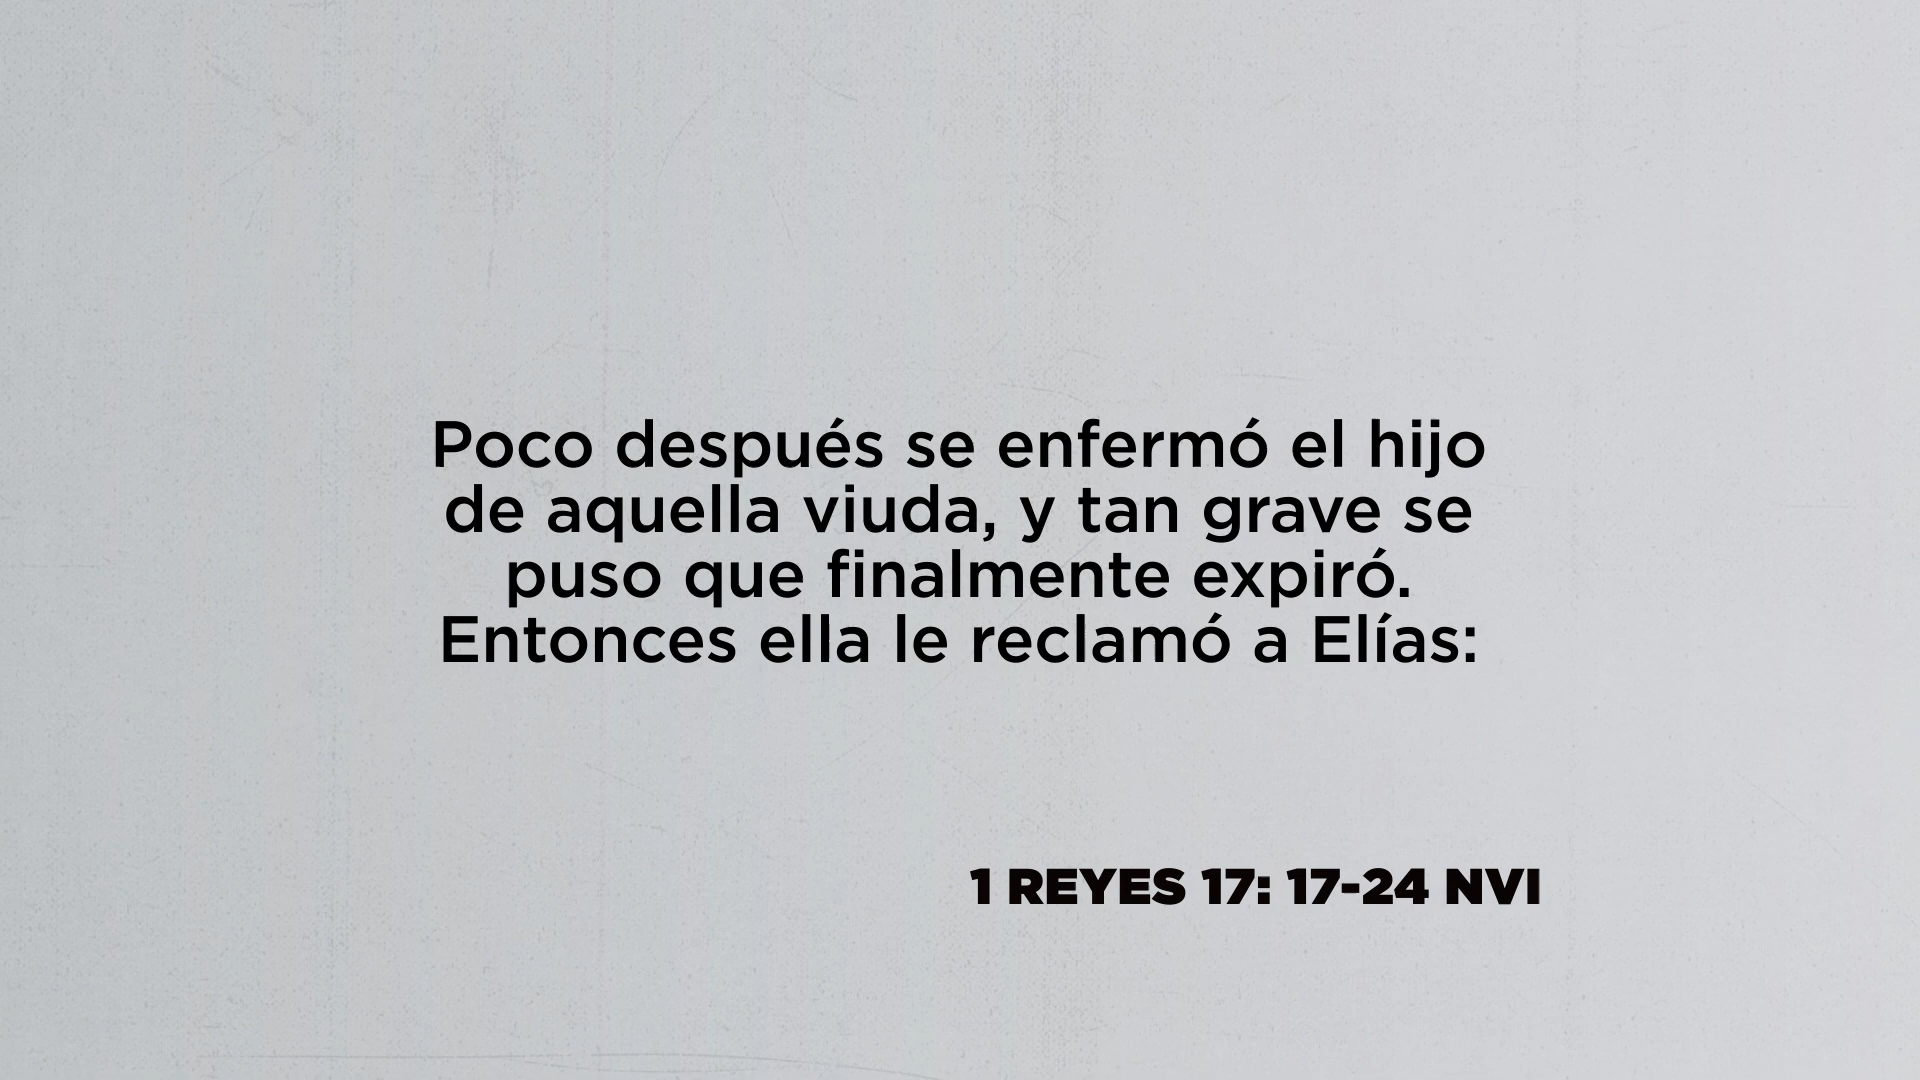 Poco después se enfermó el hijo
de aquella viuda, y tan grave se
puso que finalmente expiró.
Entonces ella le reclamó a Elías:
1 REYES 17: 17-24 NVI